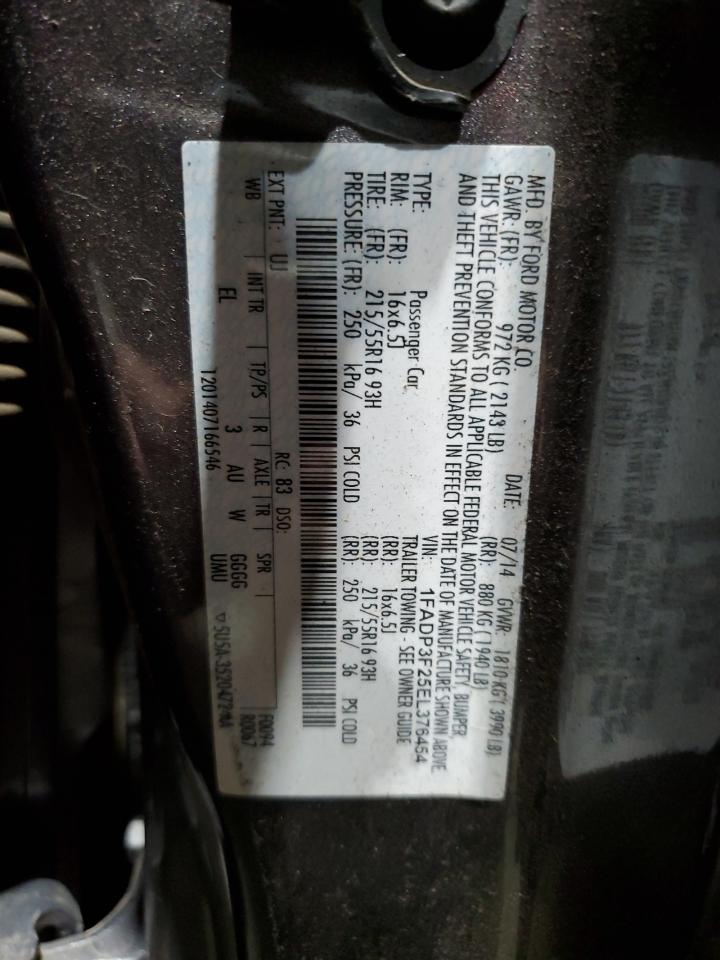 MFD. BY FORD MOTOR CO.
DATE: 07/14 GVWR: 1810 KG ( 3990 LB)
GAWR: (FR): 972 KG ( 2143 LB) (RR): 880 KG ( 1940 LB)
THIS VEHICLE CONFORMS TO ALL APPLICABLE FEDERAL MOTOR VEHICLE SAFETY, BUMPER,
AND THEFT PREVENTION STANDARDS IN EFFECT ON THE DATE OF MANUFACTURE SHOWN ABOVE
VIN: 1FADP3F25EL376454
TYPE: Passenger Car TRAILER TOWING - SEE OWNER GUIDE
RIM: (FR): 16x6.5J (RR): 16x6.5J
TIRE: (FR): 215/55R16 93H (RR): 215/55R16 93H
PRESSURE (FR): 250 kPa/ 36 PSI COLD (RR): 250 kPa/ 36 PSI COLD
EXT PNT: UJ RC: 83 DSO: F0094
R0067
WB INT TR TP/PS R AXLE TR SPR
EL 3 AU W GGGG
UMU
1201407166546